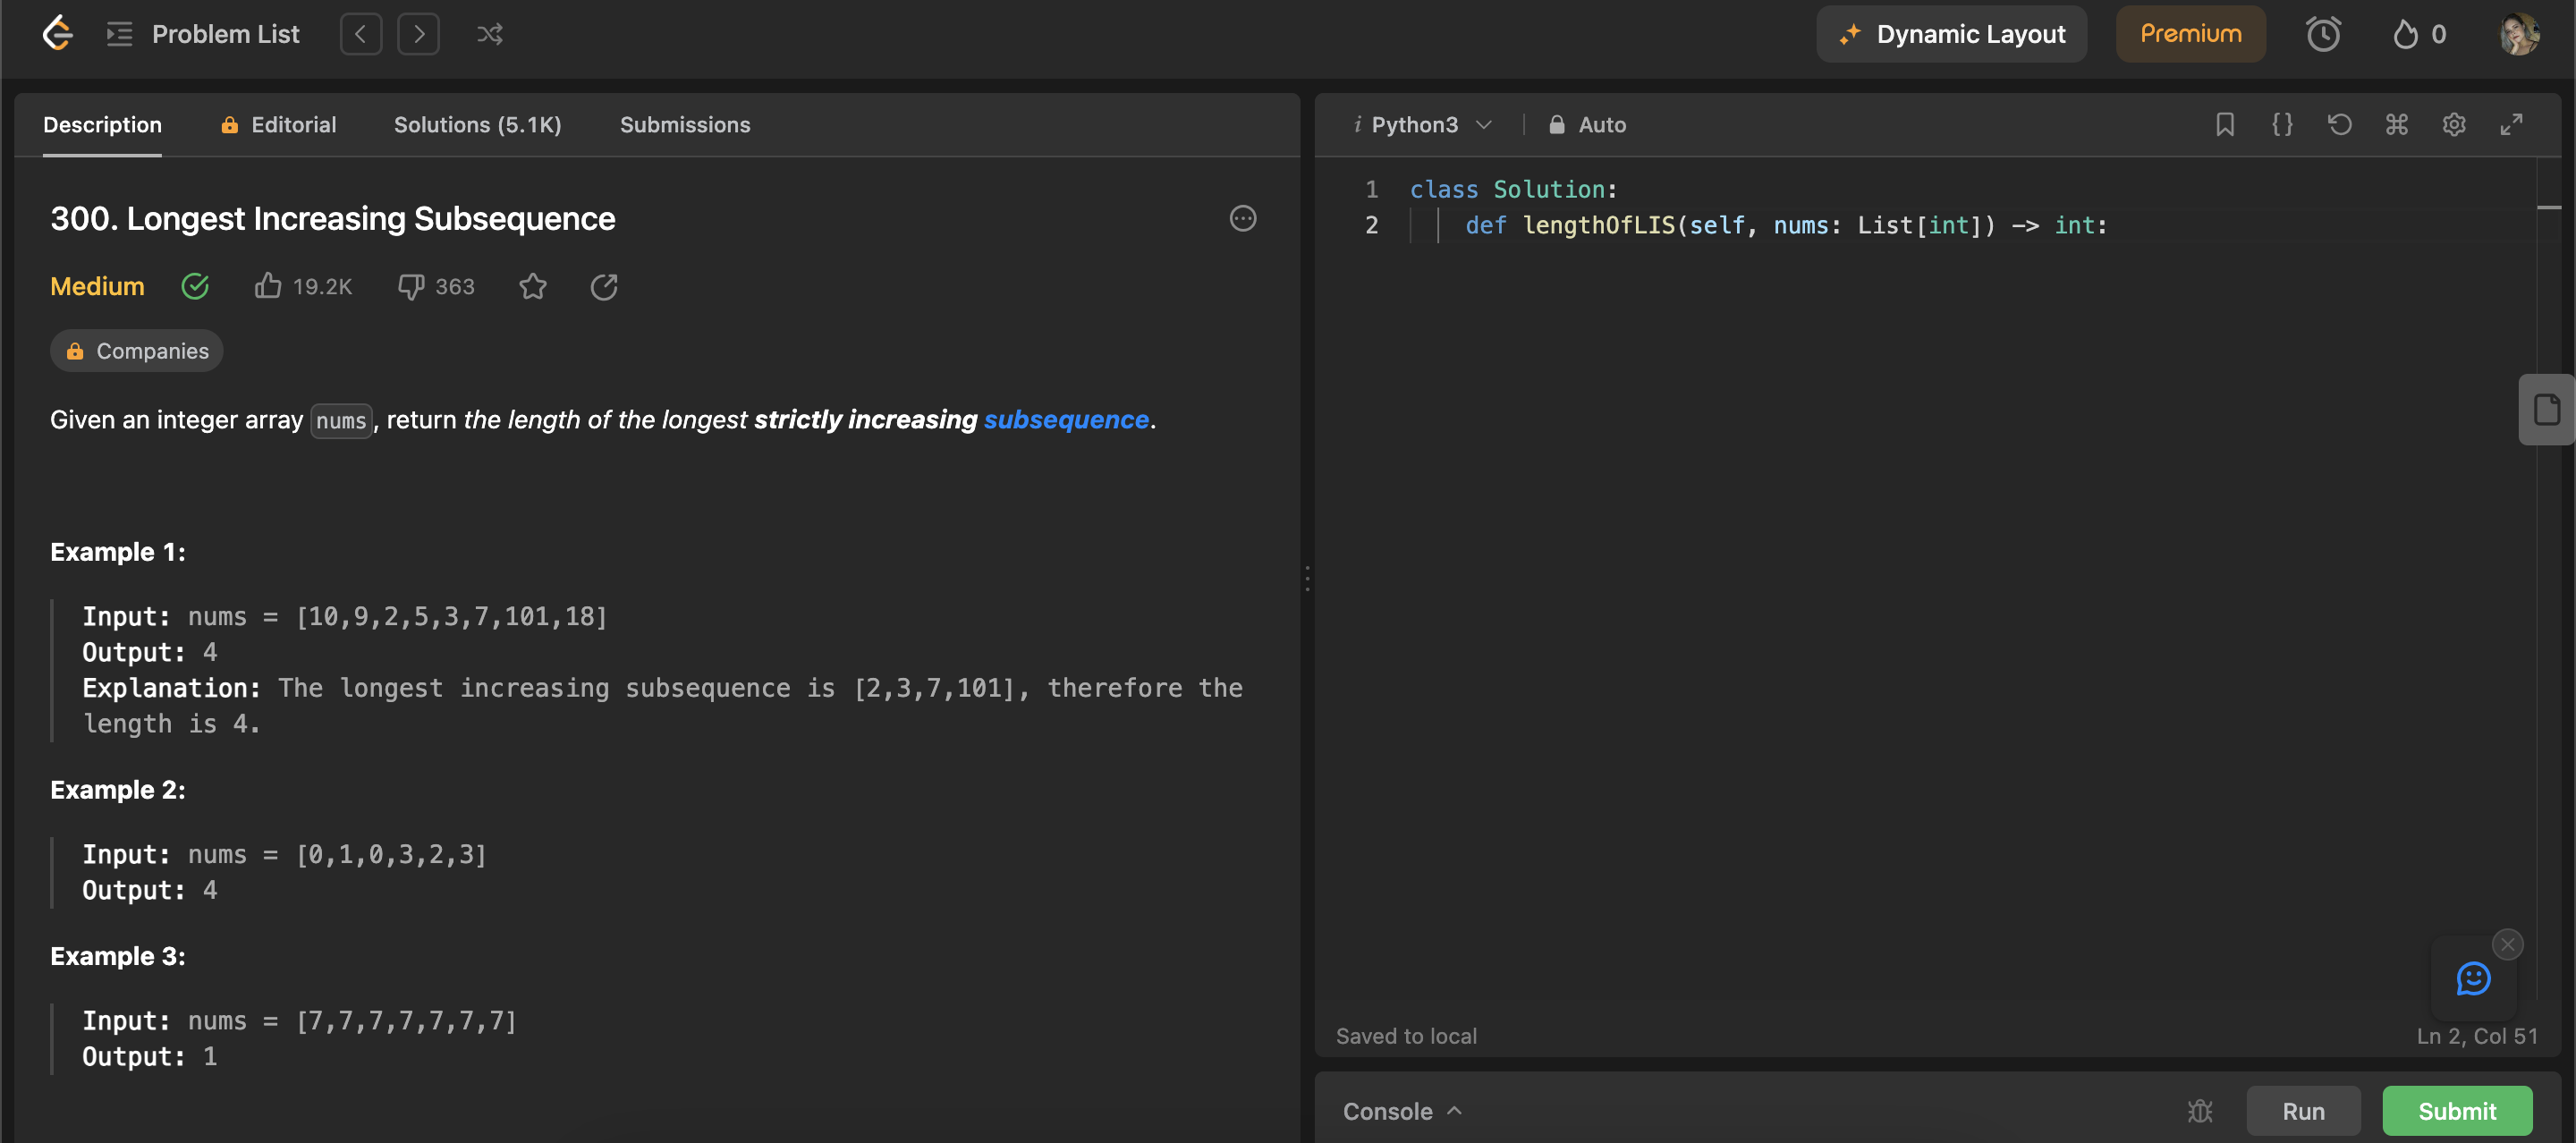 Problem List
Dynamic Layout
Premium
0
Description
Editorial
Solutions (5.1K)
Submissions
300. Longest Increasing Subsequence
Medium
19.2K
363
Companies
Given an integer array nums, return the length of the longest strictly increasing subsequence.
Example 1:
Input: nums = [10,9,2,5,3,7,101,18]
Output: 4
Explanation: The longest increasing subsequence is [2,3,7,101], therefore the
length is 4.
Example 2:
Input: nums = [0,1,0,3,2,3]
Output: 4
Example 3:
Input: nums = [7,7,7,7,7,7,7]
Output: 1
i Python3
Auto
{}
1 class Solution:
2 def lengthOfLIS(self, nums: List[int]) -> int:
Saved to local
Ln 2, Col 51
Console
Run
Submit